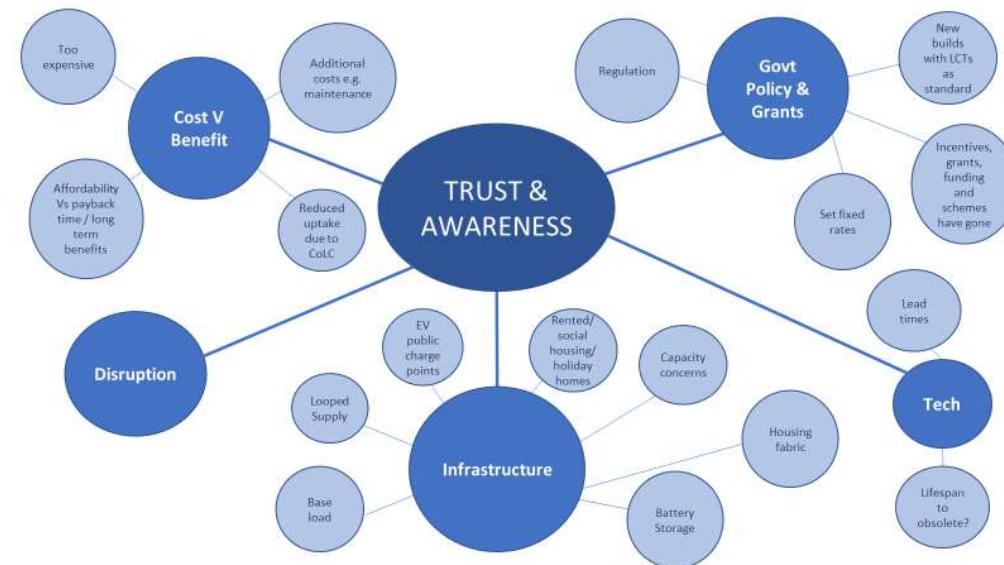 Too
expensive
Additional
costs e.g.
maintenance
Cost V
Benefit
Affordability
Vs payback
time / long
term
benefits
Reduced
uptake
due to
CoLC
TRUST &
AWARENESS
Regulation
Govt
Policy &
Grants
New
builds
with LCTs
as
standard
Incentives,
grants,
funding
and
schemes
have gone
Set fixed
rates
Disruption
EV
public
charge
points
Rented/
social
housing/
holiday
homes
Capacity
concerns
Looped
Supply
Infrastructure
Housing
fabric
Base
load
Battery
Storage
Lead
times
Tech
Lifespan
to
obsolete?